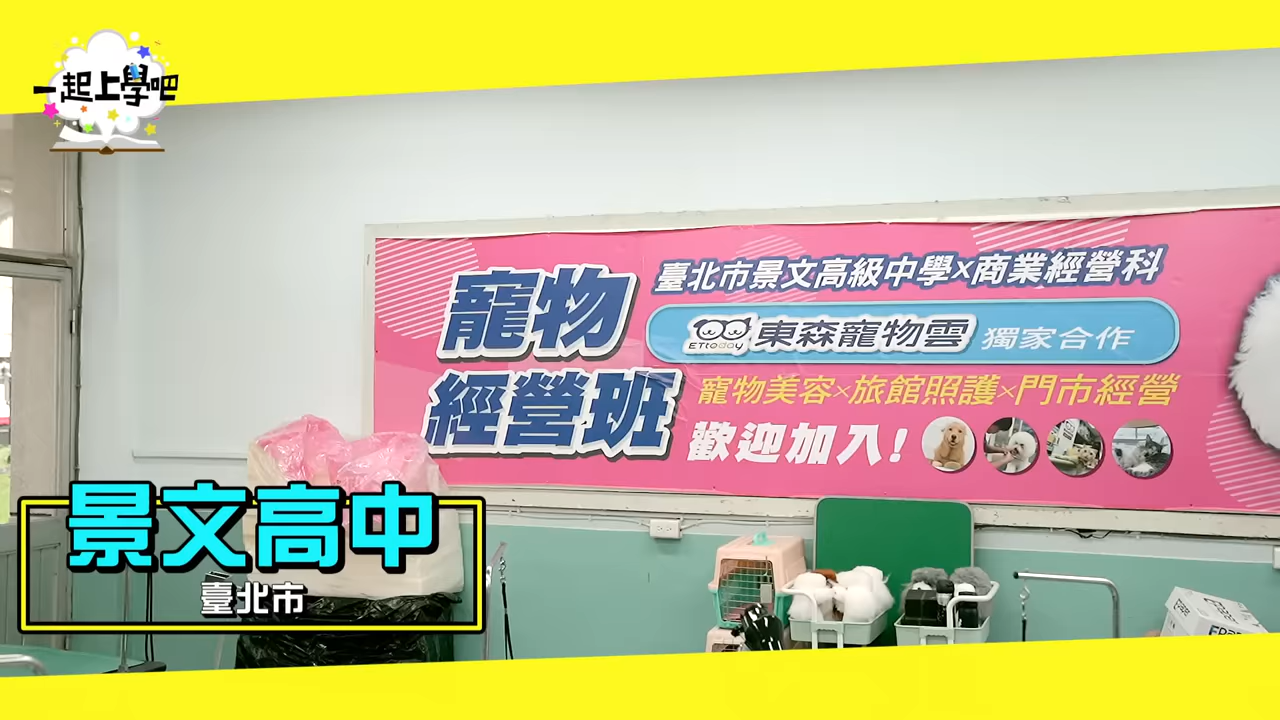 一起上學吧
寵物
經營班
臺北市景文高級中學×商業經營科
ETtoday 東森寵物雲 獨家合作
寵物美容×旅館照護×門市經營
歡迎加入!
景文高中
臺北市